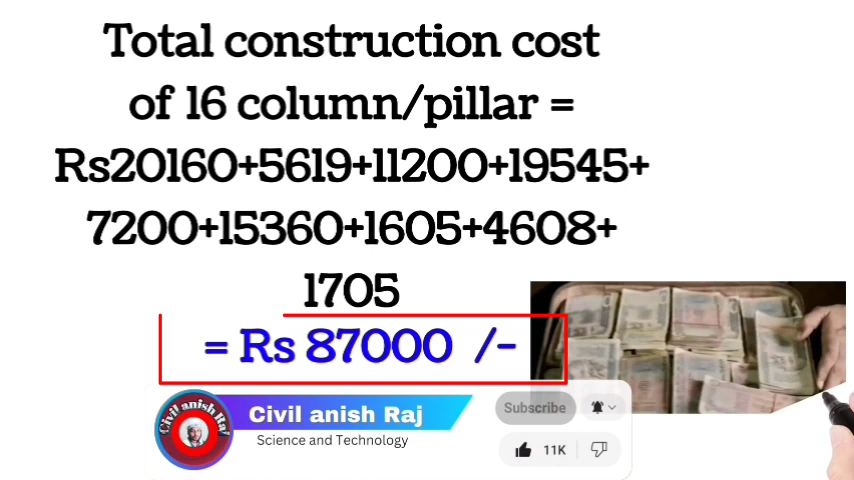 Total construction cost
of 16 column/pillar =
Rs20160+5619+11200+19545+
7200+15360+1605+4608+
1705
= Rs 87000 /-
Civil anish Raj
Civil anish Raj
Science and Technology
Subscribe
11K